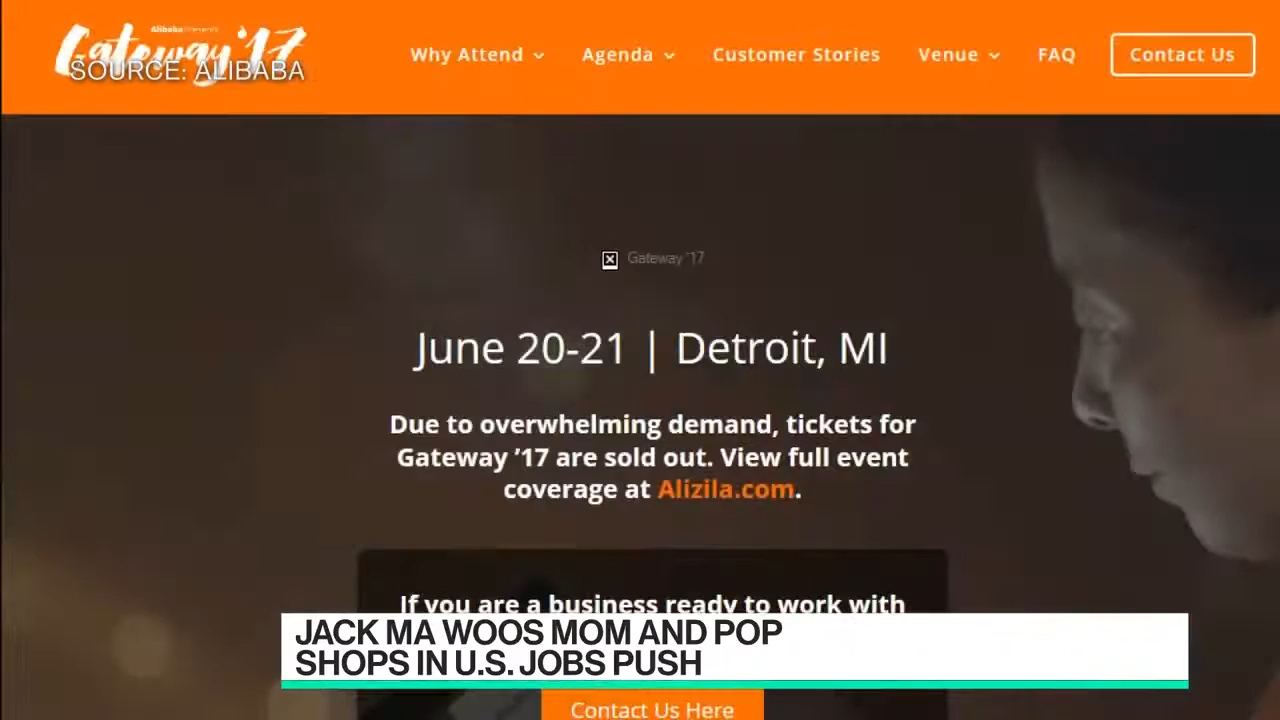 Alibaba
Gateway'17
SOURCE: ALIBABA
Why Attend
Agenda
Customer Stories
Venue
FAQ
Contact Us
Gateway '17
June 20-21 | Detroit, MI
Due to overwhelming demand, tickets for
Gateway ’17 are sold out. View full event
coverage at Alizila.com.
If you are a business ready to work with
JACK MA WOOS MOM AND POP
SHOPS IN U.S. JOBS PUSH
Contact Us Here